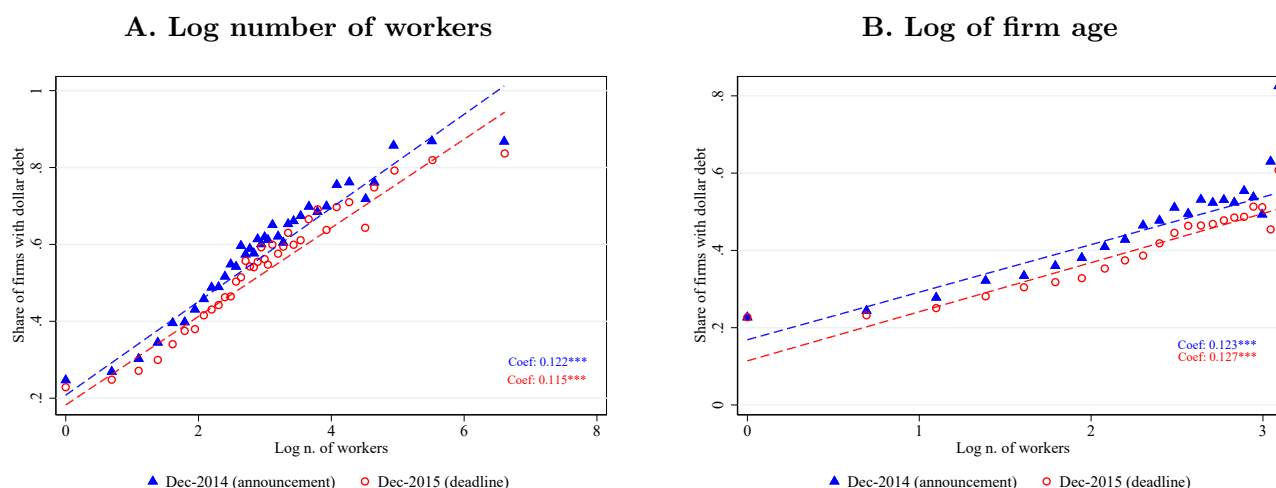 A. Log number of workers
Share of firms with dollar debt
1
.8
.6
.4
.2
Coef: 0.122***
Coef: 0.115***
0 2 4 6 8
Log n. of workers
Dec-2014 (announcement) Dec-2015 (deadline)
B. Log of firm age
Share of firms with dollar debt
.8
.6
.4
.2
0
Coef: 0.123***
Coef: 0.127***
0 1 2 3
Log n. of workers
Dec-2014 (announcement) Dec-2015 (deadline)